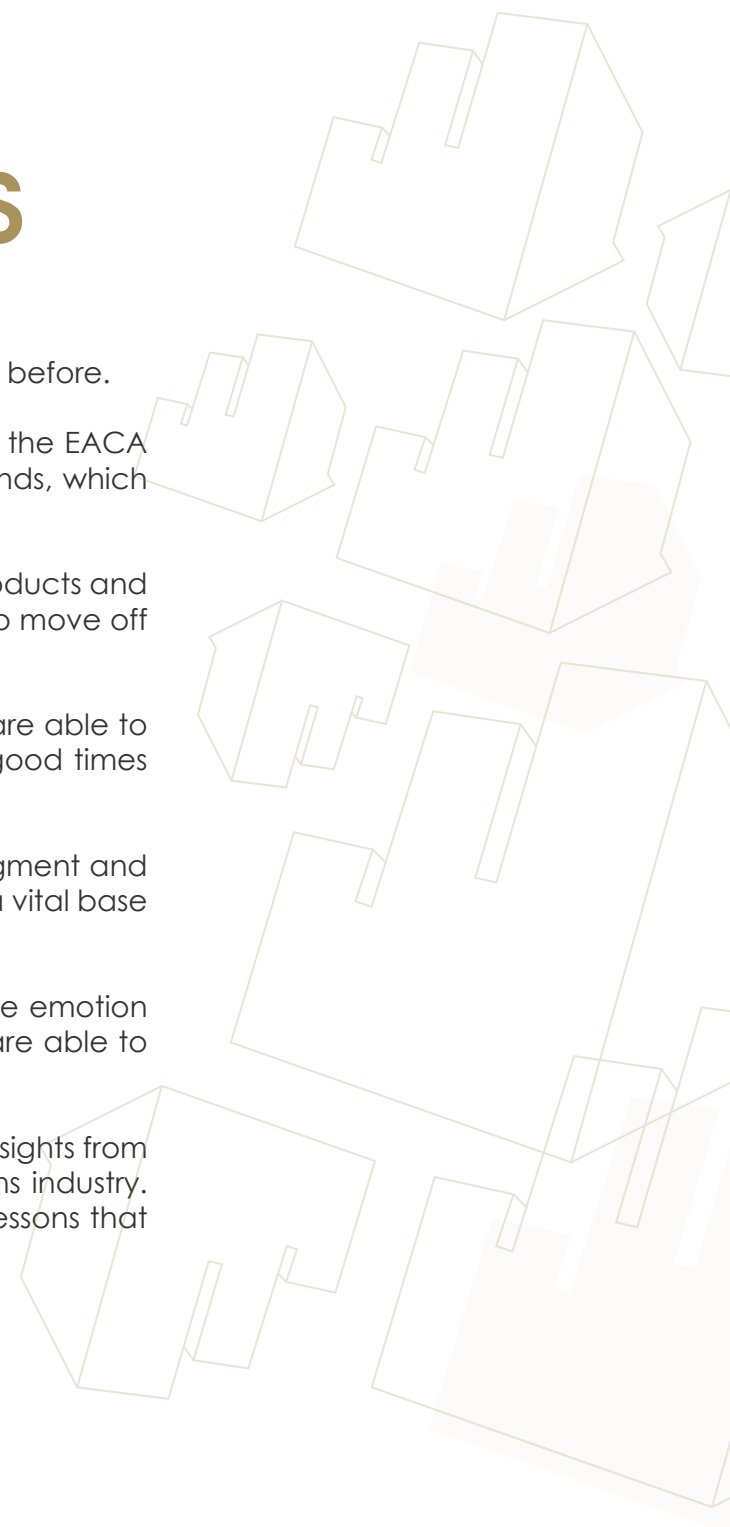 S
before.
the EACA
nds, which
oducts and
o move off
are able to
good times
gment and
a vital base
e emotion
are able to
sights from
ns industry.
essons that